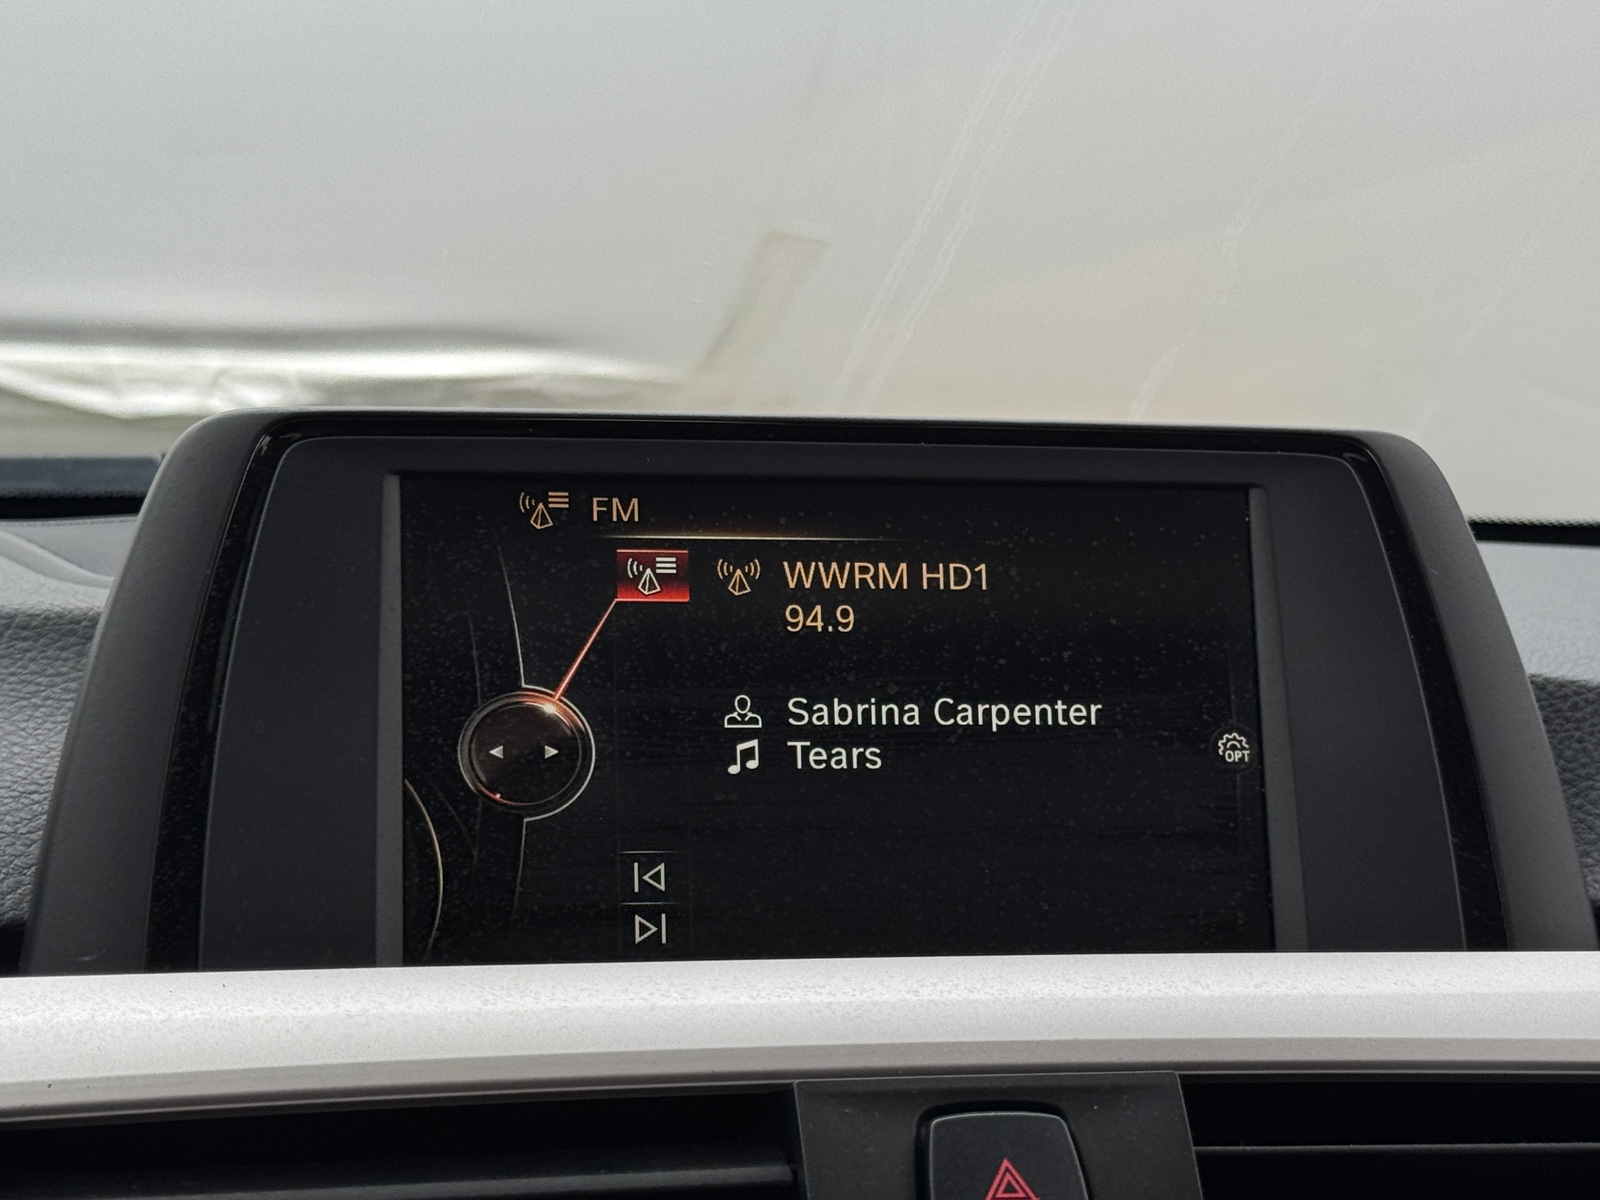 FM
WWRM HD1
94.9
Sabrina Carpenter
Tears
OPT